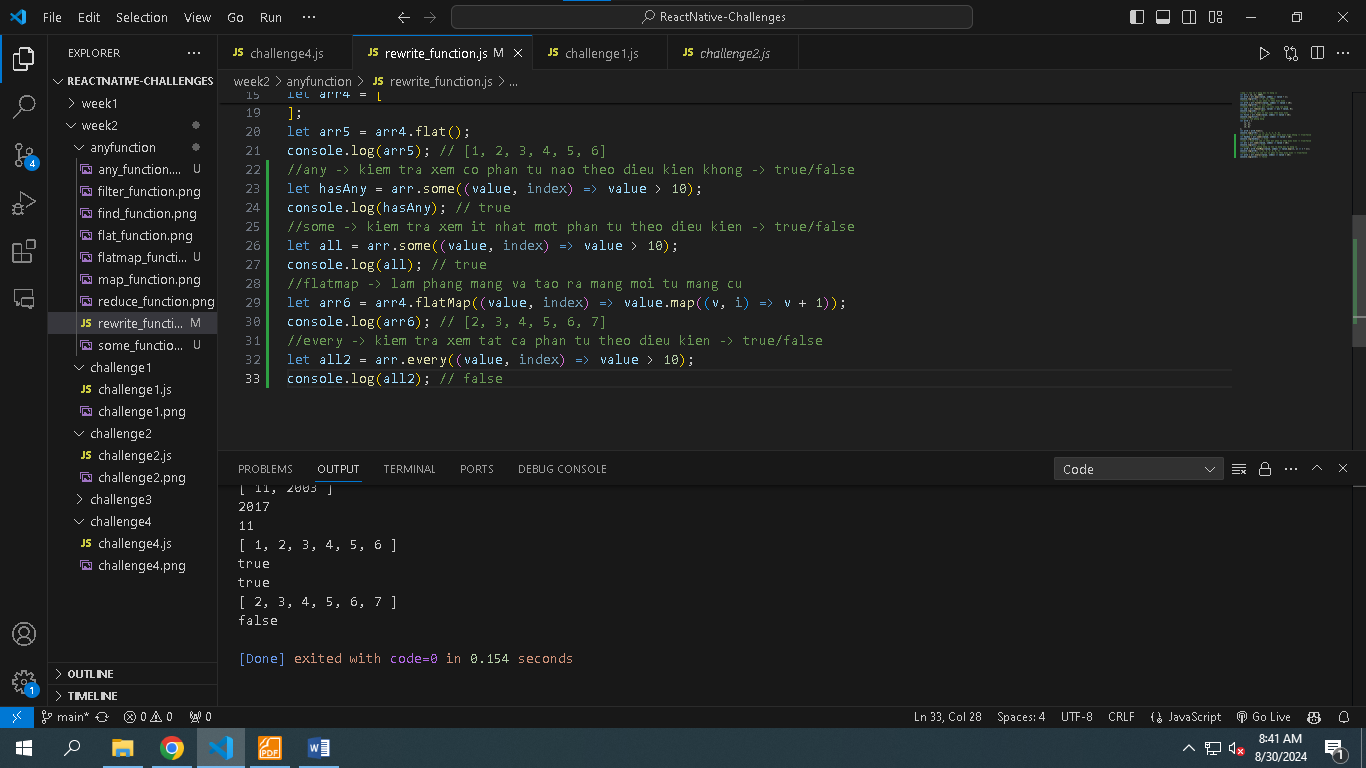 File Edit Selection View Go Run ··· ReactNative-Challenges
EXPLORER ···
REACTNATIVE-CHALLENGES
week1
week2
anyfunction
any_function.... U
filter_function.png
find_function.png
flat_function.png
flatmap_functi... U
map_function.png
reduce_function.png
rewrite_functi... M
some_functio... U
challenge1
challenge1.js
challenge1.png
challenge2
challenge2.js
challenge2.png
challenge3
challenge4
challenge4.js
challenge4.png
OUTLINE
TIMELINE
JS challenge4.js JS rewrite_function.js M JS challenge1.js JS challenge2.js
week2 > anyfunction > JS rewrite_function.js > ...
15 let arr4 = [
19 ];
20 let arr5 = arr4.flat();
21 console.log(arr5); // [1, 2, 3, 4, 5, 6]
22 //any -> kiem tra xem co phan tu nao theo dieu kien khong -> true/false
23 let hasAny = arr.some((value, index) => value > 10);
24 console.log(hasAny); // true
25 //some -> kiem tra xem it nhat mot phan tu theo dieu kien -> true/false
26 let all = arr.some((value, index) => value > 10);
27 console.log(all); // true
28 //flatmap -> lam phang mang va tao ra mang moi tu mang cu
29 let arr6 = arr4.flatMap((value, index) => value.map((v, i) => v + 1));
30 console.log(arr6); // [2, 3, 4, 5, 6, 7]
31 //every -> kiem tra xem tat ca phan tu theo dieu kien -> true/false
32 let all2 = arr.every((value, index) => value > 10);
33 console.log(all2); // false
PROBLEMS OUTPUT TERMINAL PORTS DEBUG CONSOLE Code
[ 11, 2003 ]
2017
11
[ 1, 2, 3, 4, 5, 6 ]
true
true
[ 2, 3, 4, 5, 6, 7 ]
false
[Done] exited with code=0 in 0.154 seconds
4
1
main* 0 0 0 Ln 33, Col 28 Spaces: 4 UTF-8 CRLF JavaScript Go Live
PDF
8:41 AM
8/30/2024
1